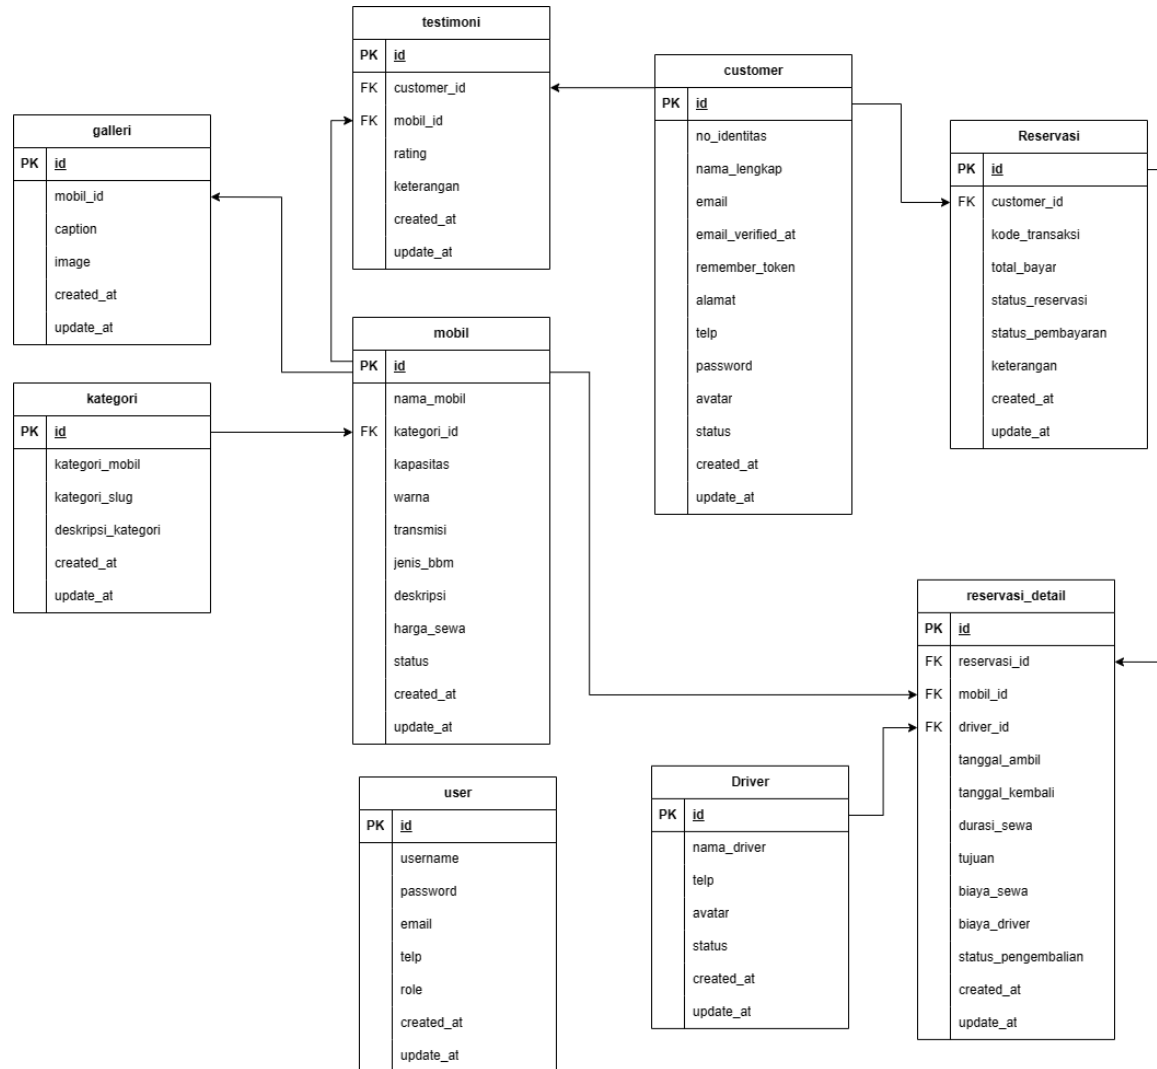 testimoni
PK id
FK customer_id
FK mobil_id
rating
keterangan
created_at
update_at
customer
PK id
no_identitas
nama_lengkap
email
email_verified_at
remember_token
alamat
telp
password
avatar
status
created_at
update_at
galleri
PK id
mobil_id
caption
image
created_at
update_at
Reservasi
PK id
FK customer_id
kode_transaksi
total_bayar
status_reservasi
status_pembayaran
keterangan
created_at
update_at
mobil
PK id
nama_mobil
FK kategori_id
kapasitas
warna
transmisi
jenis_bbm
deskripsi
harga_sewa
status
created_at
update_at
kategori
PK id
kategori_mobil
kategori_slug
deskripsi_kategori
created_at
update_at
reservasi_detail
PK id
FK reservasi_id
FK mobil_id
FK driver_id
tanggal_ambil
tanggal_kembali
durasi_sewa
tujuan
biaya_sewa
biaya_driver
status_pengembalian
created_at
update_at
user
PK id
username
password
email
telp
role
created_at
update_at
Driver
PK id
nama_driver
telp
avatar
status
created_at
update_at